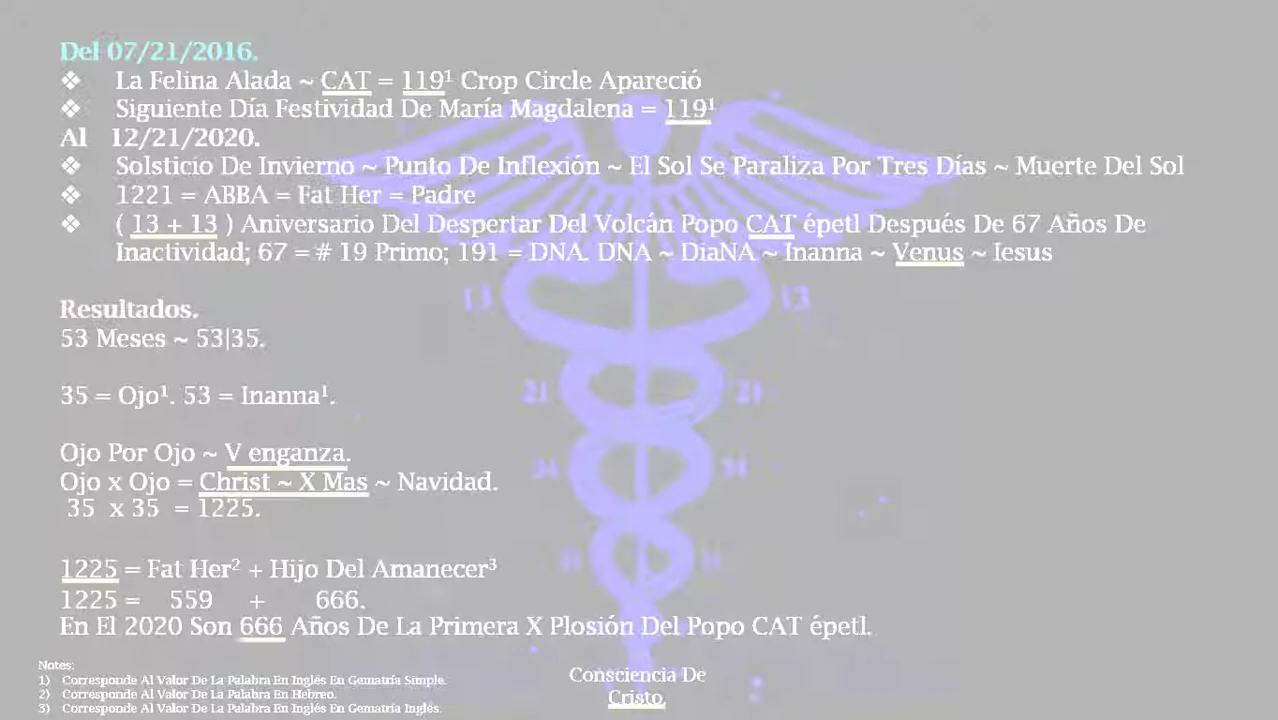 Del 07/21/2016.
❖ La Felina Alada ~ CAT = 119¹ Crop Circle Apareció
❖ Siguiente Día Festividad De María Magdalena = 119¹
Al 12/21/2020.
❖ Solsticio De Invierno ~ Punto De Inflexión ~ El Sol Se Paraliza Por Tres Días ~ Muerte Del Sol
❖ 1221 = ABBA = Fat Her = Padre
❖ ( 13 + 13 ) Aniversario Del Despertar Del Volcán Popo CAT épetl Después De 67 Años De
Inactividad; 67 = # 19 Primo; 191 = DNA. DNA ~ DiaNA ~ Inanna ~ Venus ~ Iesus
13 13
Resultados.
53 Meses ~ 53|35.
21 21
35 = Ojo¹. 53 = Inanna¹.
Ojo Por Ojo ~ V enganza.
34 34
Ojo x Ojo = Christ ~ X Mas ~ Navidad.
35 x 35 = 1225.
1225 = Fat Her² + Hijo Del Amanecer³
1225 = 559 + 666.
En El 2020 Son 666 Años De La Primera X Plosión Del Popo CAT épetl.
Notes:
1) Corresponde Al Valor De La Palabra En Inglés En Gematría Simple.
2) Corresponde Al Valor De La Palabra En Hebreo.
3) Corresponde Al Valor De La Palabra En Inglés En Gematría Inglés.
Consciencia De
Cristo.